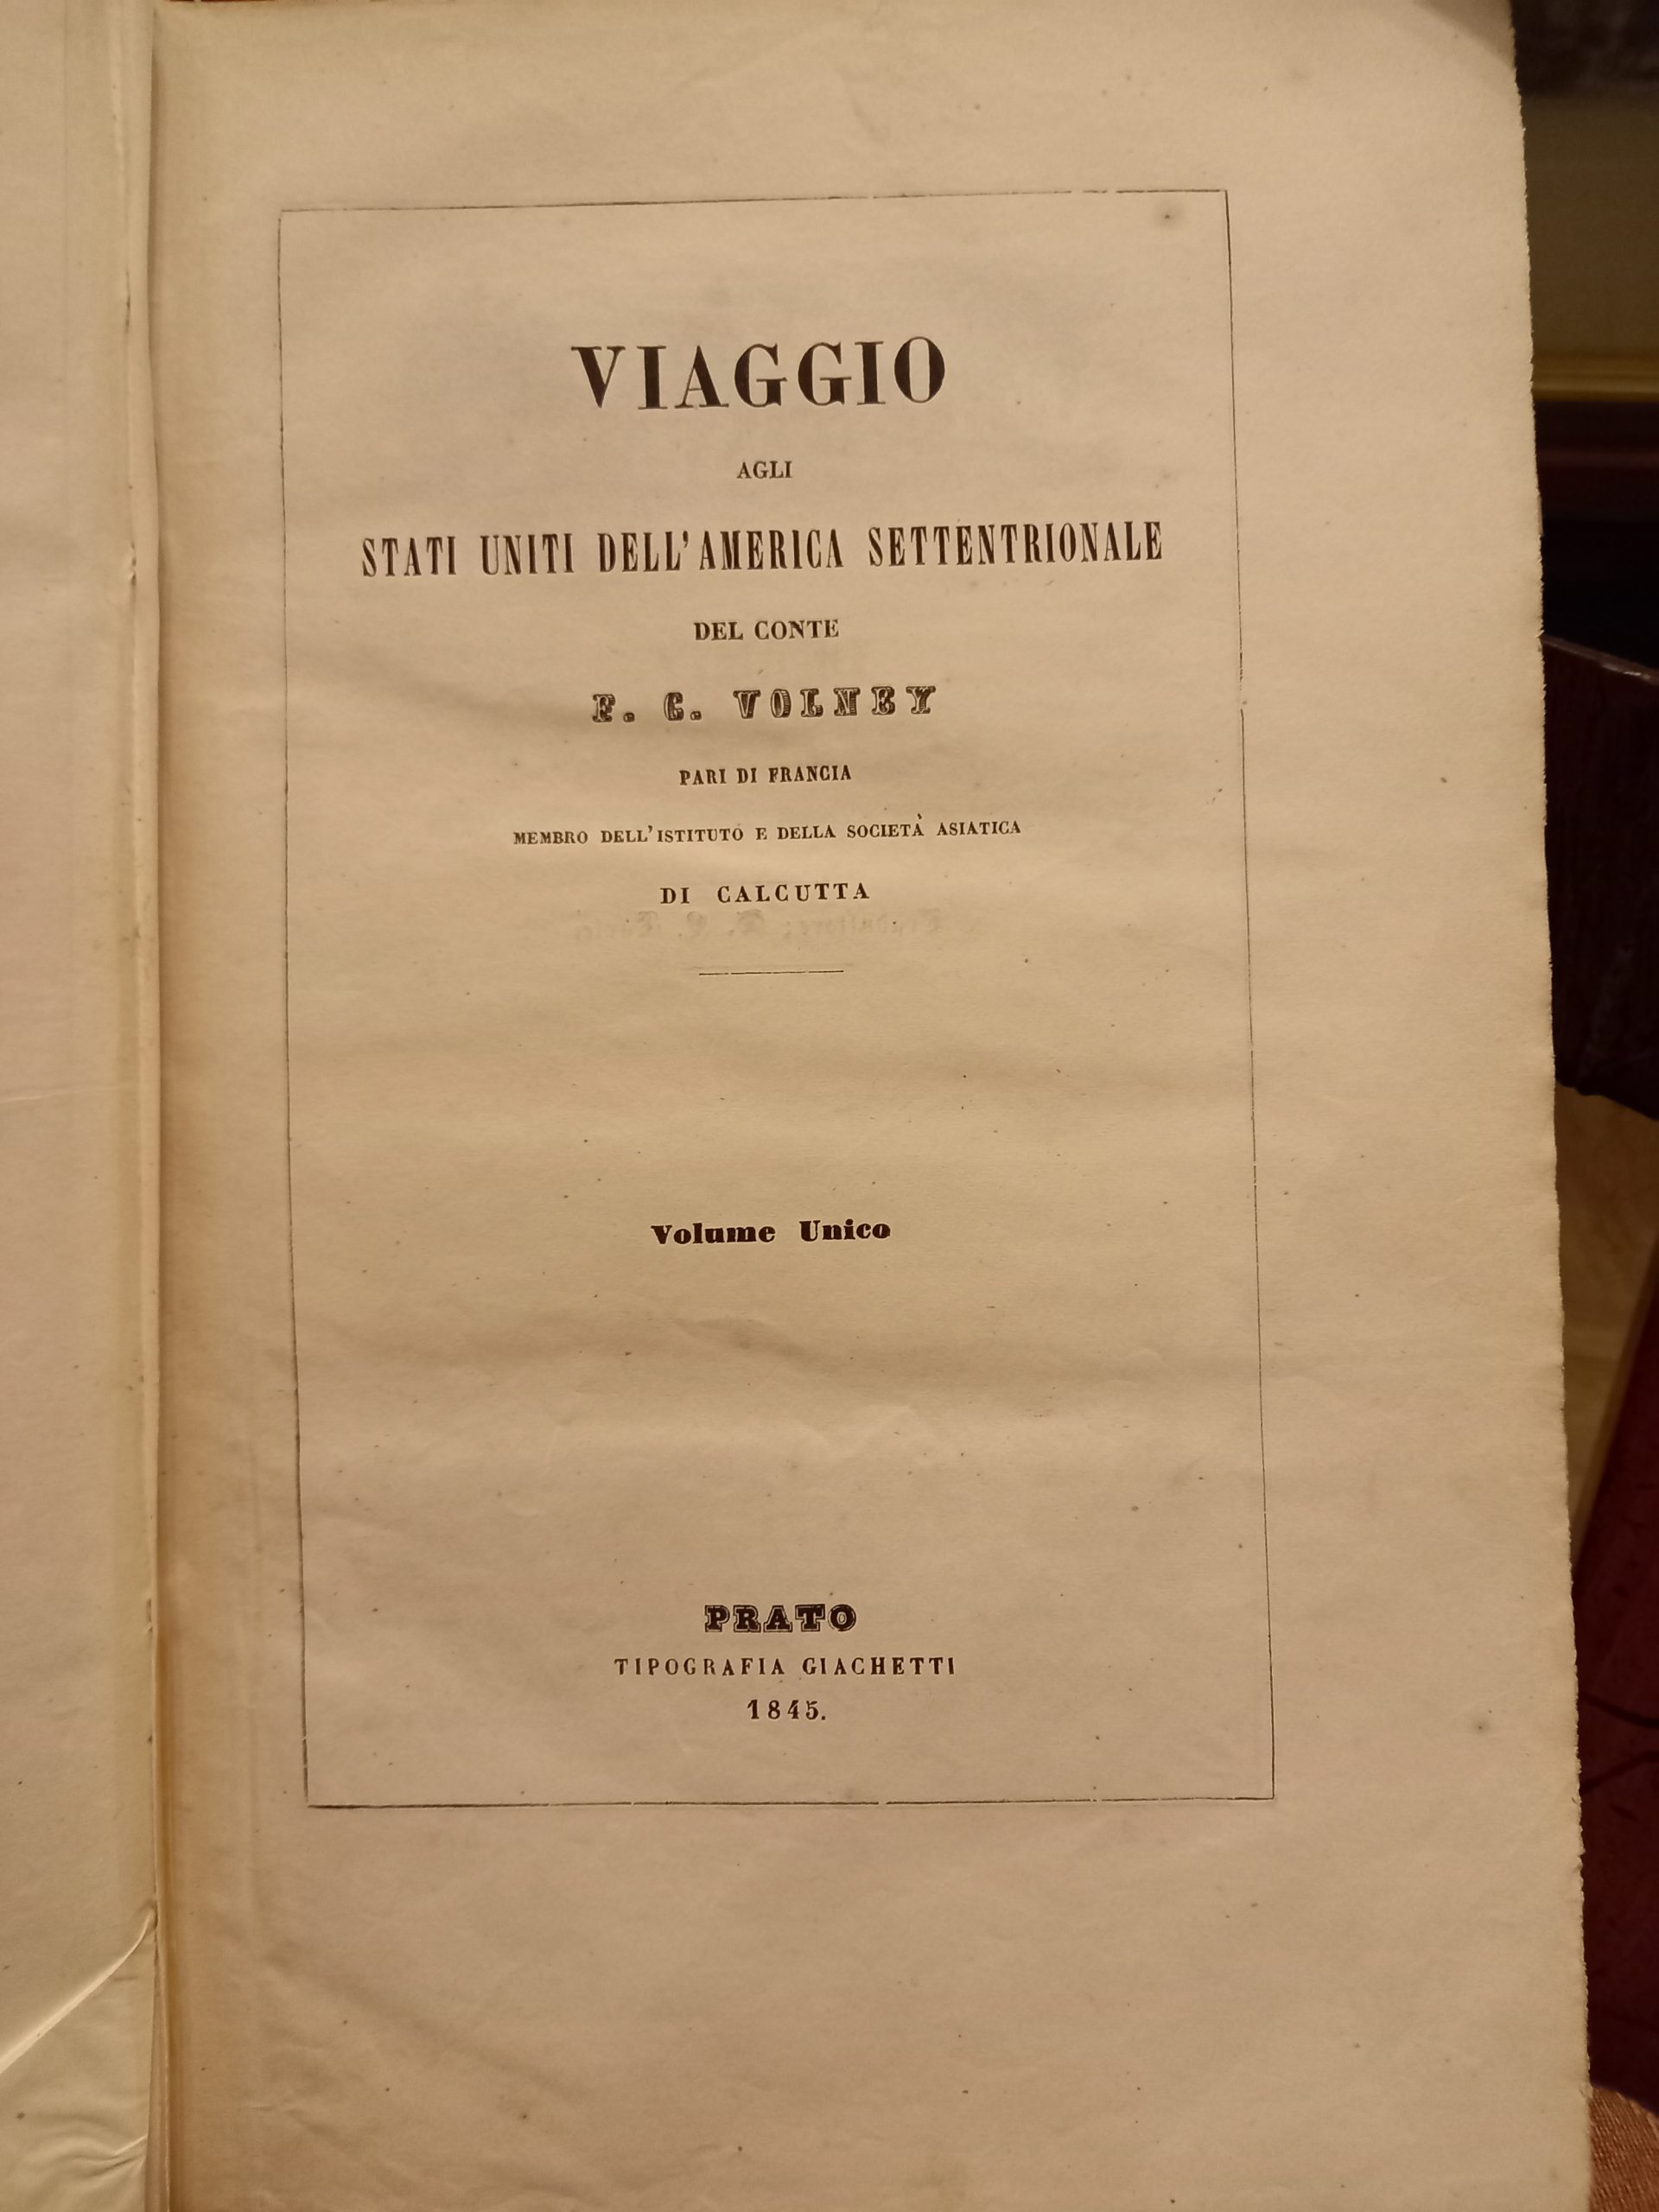 VIAGGIO
AGLI
STATI UNITI DELL'AMERICA SETTENTRIONALE
DEL CONTE
F. C. VOLNEY
PARI DI FRANCIA
MEMBRO DELL'ISTITUTO E DELLA SOCIETÀ ASIATICA
DI CALCUTTA
Volume Unico
PRATO
TIPOGRAFIA GIACHETTI
1845.